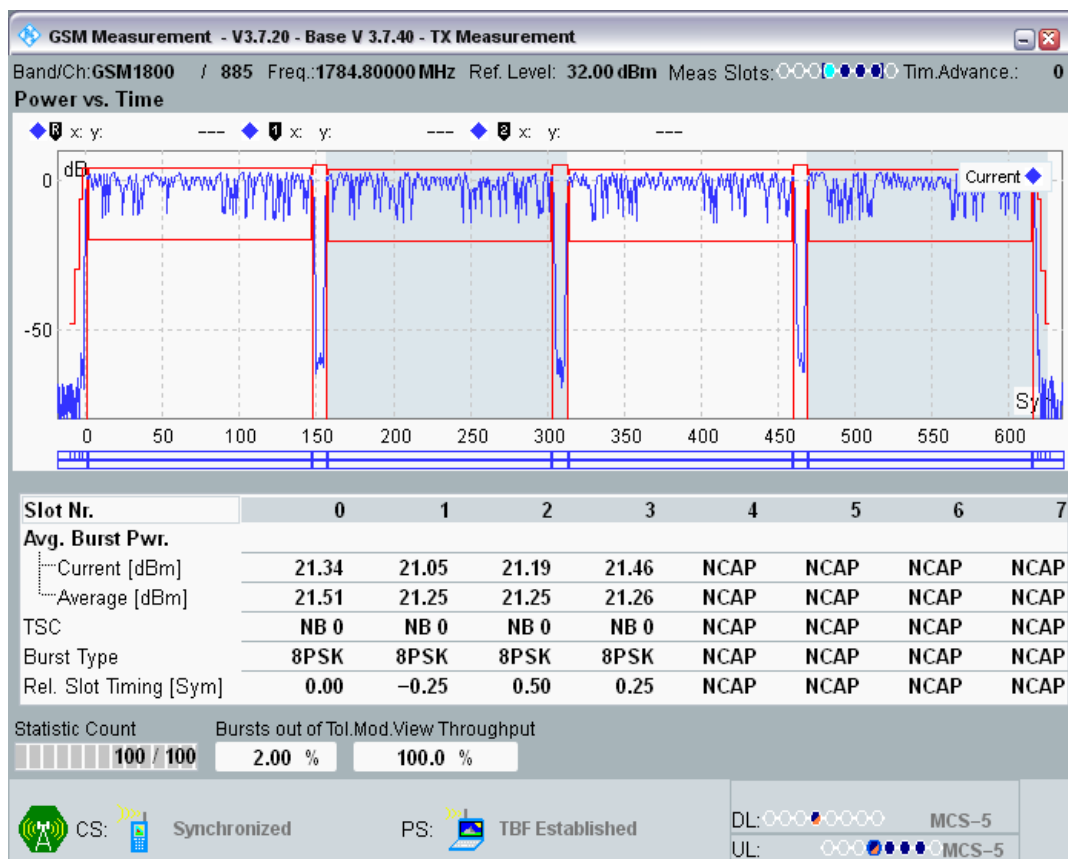 GSM Measurement - V3.7.20 - Base V 3.7.40 - TX Measurement
Band/Ch:GSM1800 / 885 Freq.:1784.80000 MHz Ref. Level: 32.00 dBm Meas Slots: Tim.Advance.: 0
Power vs. Time
R x: y: --- 1 x: y: --- 2 x: y: ---
dB
Current
0
-50
0 50 100 150 200 250 300 350 400 450 500 550 600
Slot Nr. 0 1 2 3 4 5 6 7
Avg. Burst Pwr.
Current [dBm] 21.34 21.05 21.19 21.46 NCAP NCAP NCAP NCAP
Average [dBm] 21.51 21.25 21.25 21.26 NCAP NCAP NCAP NCAP
TSC NB 0 NB 0 NB 0 NB 0 NCAP NCAP NCAP NCAP
Burst Type 8PSK 8PSK 8PSK 8PSK NCAP NCAP NCAP NCAP
Rel. Slot Timing [Sym] 0.00 −0.25 0.50 0.25 NCAP NCAP NCAP NCAP
Statistic Count Bursts out of Tol.Mod.View Throughput
100 / 100 2.00 % 100.0 %
CS: Synchronized PS: TBF Established
DL: MCS−5
UL: MCS−5